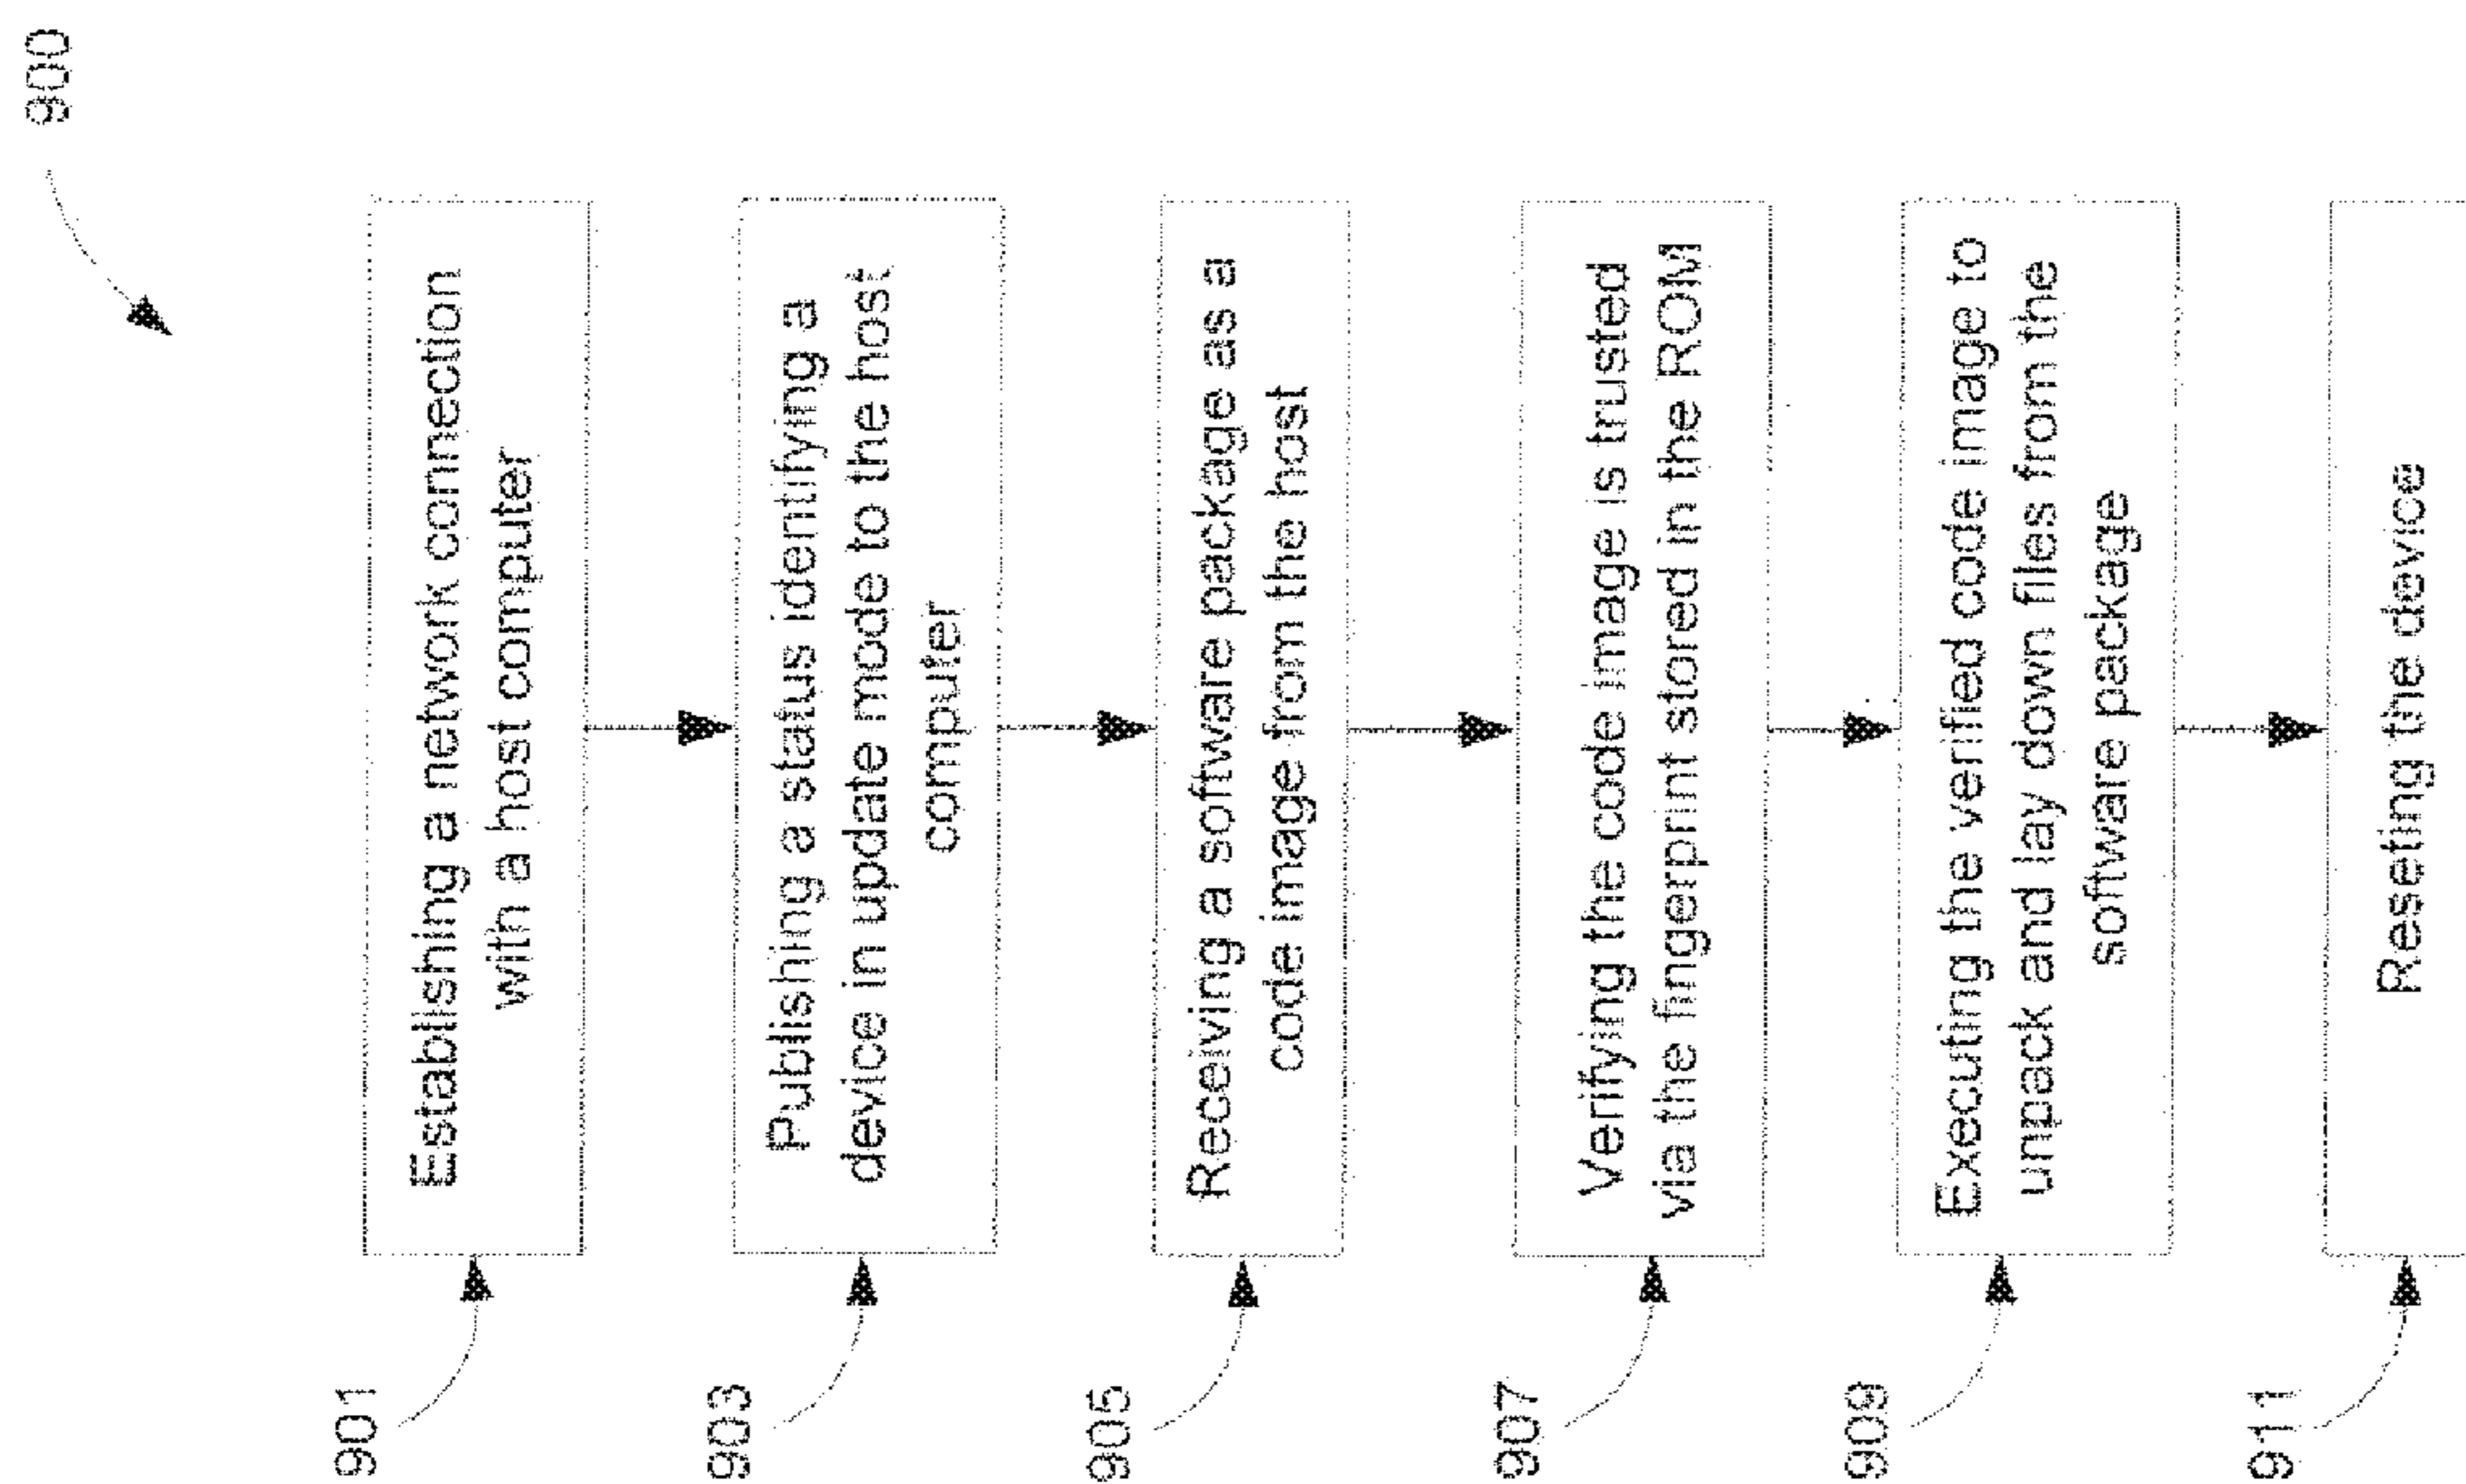 900
901
Establishing a network connection
with a host computer
903
Publishing a status identifying a
device in update mode to the host
computer
905
Receiving a software package as a
code image from the host
907
Verifying the code image is trusted
via the fingerprint stored in the ROM
909
Executing the verified code image to
unpack and lay down files from the
software package
911
Reseting the device